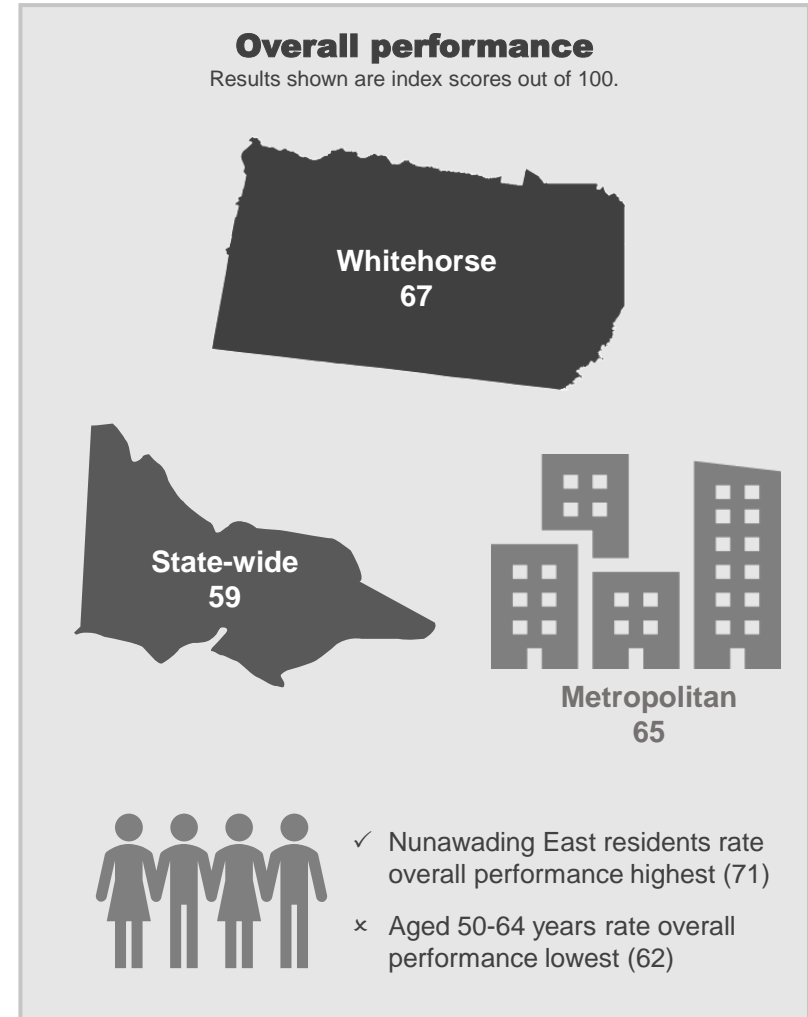 Overall performance
Results shown are index scores out of 100.
Whitehorse
67
State-wide
59
Metropolitan
65
✓ Nunawading East residents rate
overall performance highest (71)
× Aged 50-64 years rate overall
performance lowest (62)